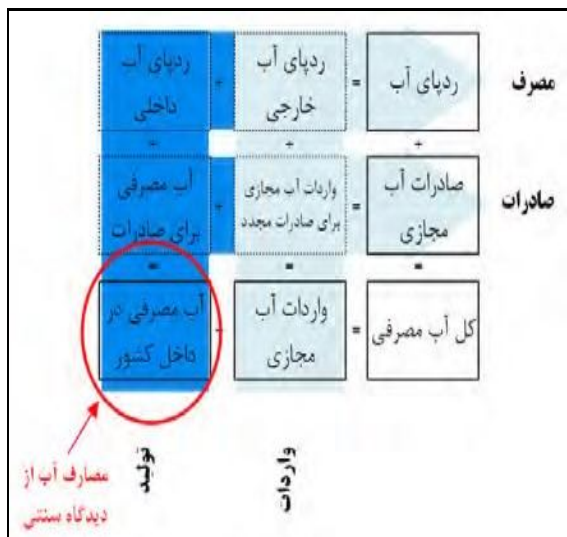 مصرف
ردپای آب
=
ردپای آب
خارجی
+
ردپای آب
داخلی
+
+
صادرات
صادرات آب
مجازی
=
واردات آب مجازی
برای صادرات مجدد
+
آب مصرفی
برای صادرات
=
=
=
کل آب مصرفی
=
واردات آب
مجازی
آب مصرفی در
داخل کشور
واردات
تولید
مصارف آب از
دیدگاه سنتی